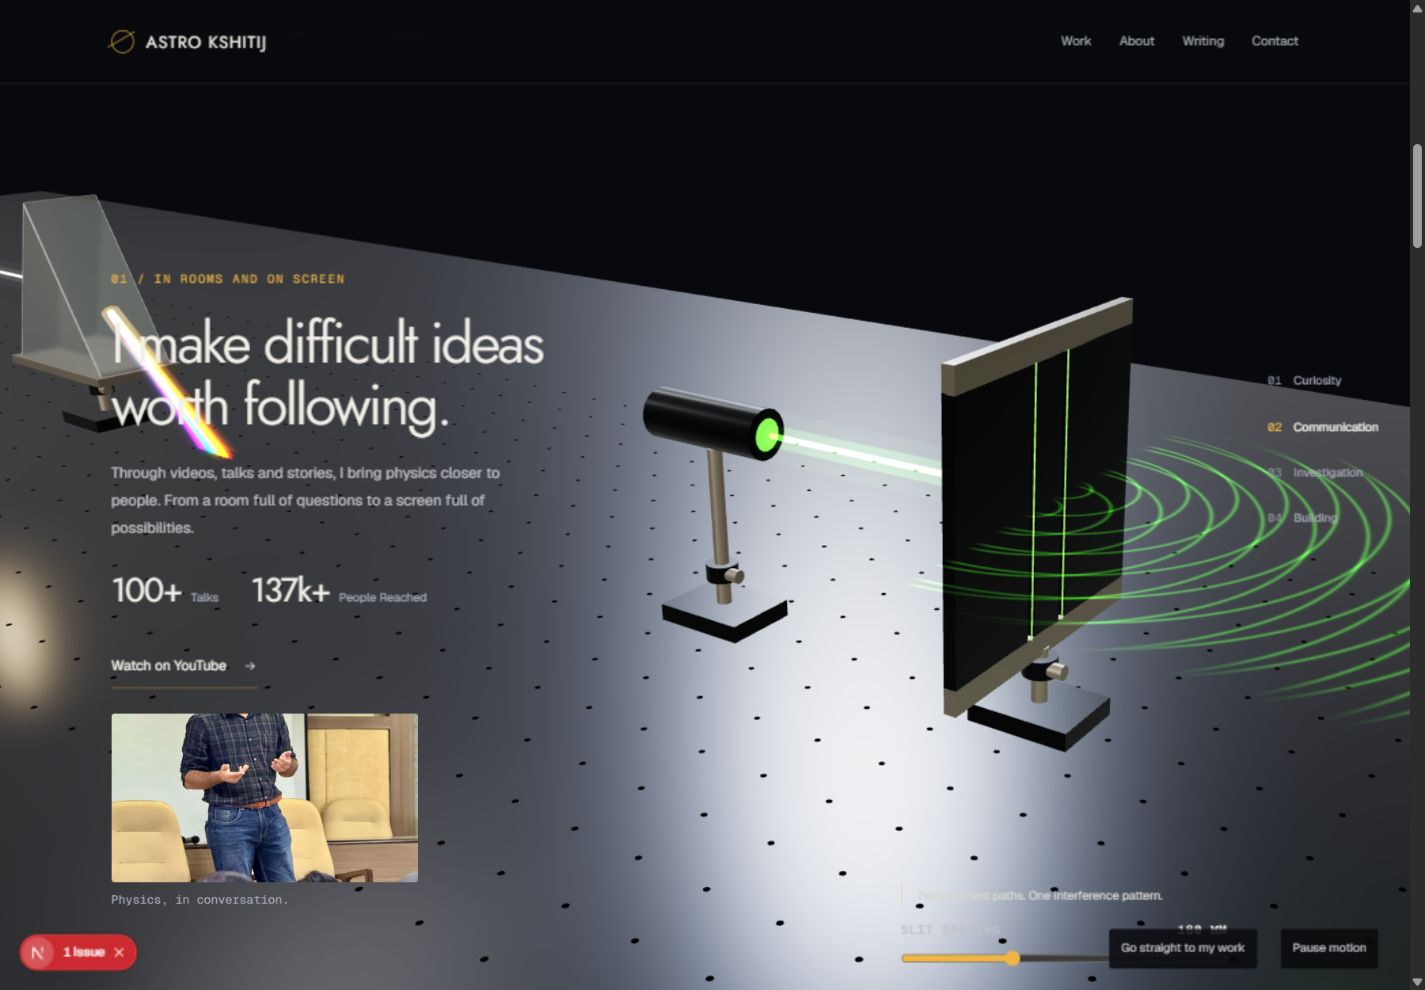 ASTRO KSHITIJ
Work
About
Writing
Contact
01 / IN ROOMS AND ON SCREEN
I make difficult ideas
worth following.
Through videos, talks and stories, I bring physics closer to
people. From a room full of questions to a screen full of
possibilities.
100+ Talks
137k+ People Reached
Watch on YouTube →
Physics, in conversation.
01 Curiosity
02 Communication
03 Investigation
04 Building
paths. One interference pattern.
SLIT SPACING
Go straight to my work
Pause motion
N
1 Issue ×